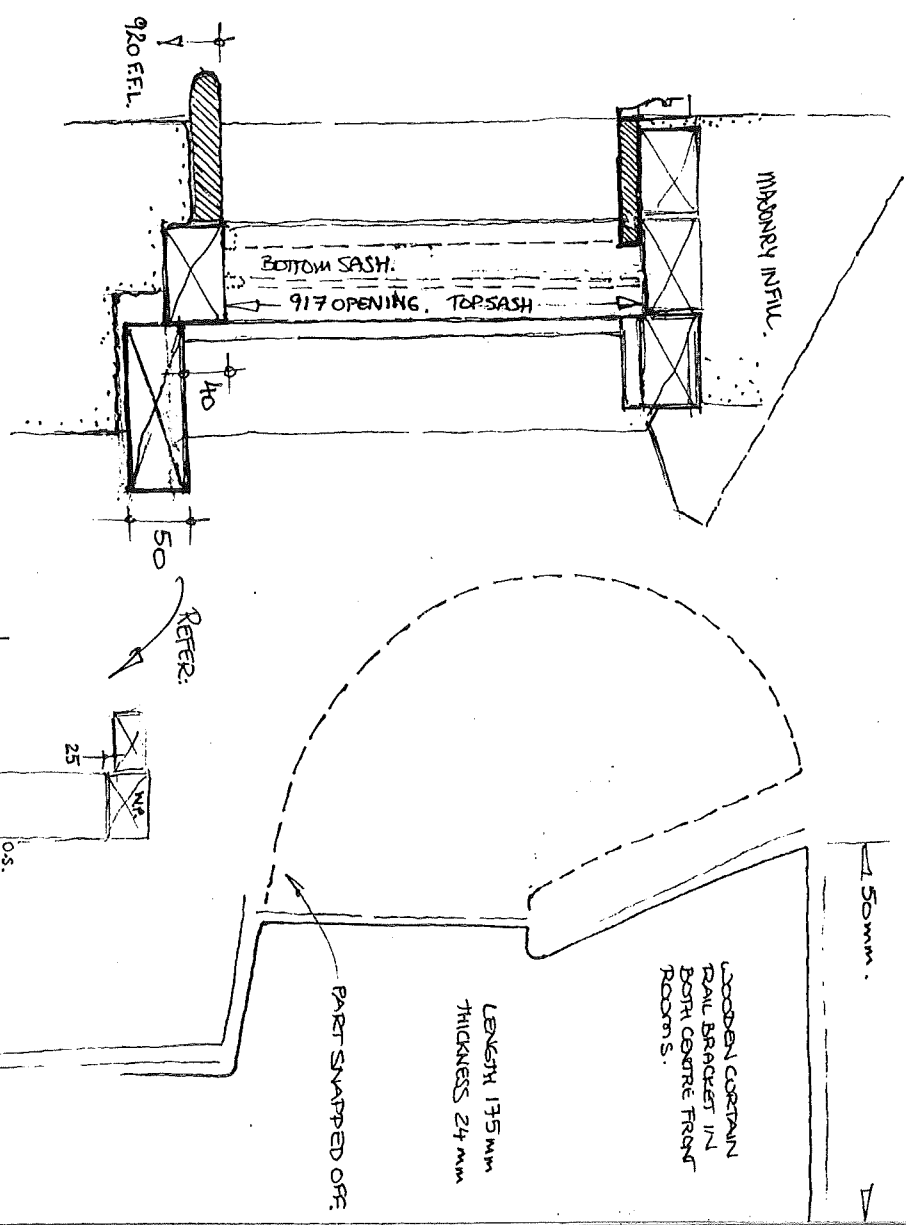 920 F.F.L.
MASONRY INFILL.
BOTTOM SASH.
917 OPENING. TOP SASH
40
50
REFER:
25
W.P.
O.S.
50mm.
WOODEN CURTAIN
RAIL BRACKET IN
BOTH CENTRE FRONT
ROOMS.
LENGTH 175mm
THICKNESS 24mm
PART SNAPPED OFF.